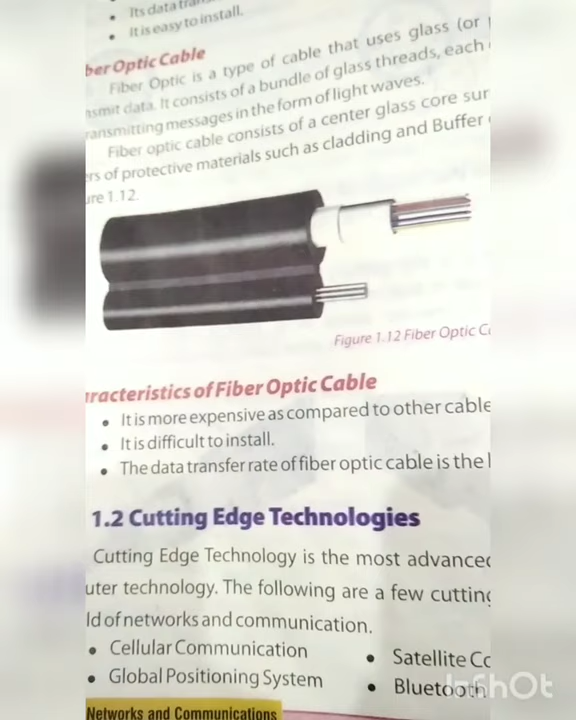 Its data
It is easy to install.
ber Optic Cable
Fiber Optic is a type of cable that uses glass (or
nsmit data. It consists of a bundle of glass threads, each
ransmitting messages in the form of light waves.
Fiber optic cable consists of a center glass core sur
ers of protective materials such as cladding and Buffer
ure 1.12.
Figure 1.12 Fiber Optic C
aracteristics of Fiber Optic Cable
It is more expensive as compared to other cable
It is difficult to install.
The data transfer rate of fiber optic cable is the l
1.2 Cutting Edge Technologies
Cutting Edge Technology is the most advanced
uter technology. The following are a few cutting
ld of networks and communication.
Cellular Communication
Satellite Co
Global Positioning System
Bluetooth
Networks and Communications
InShOt